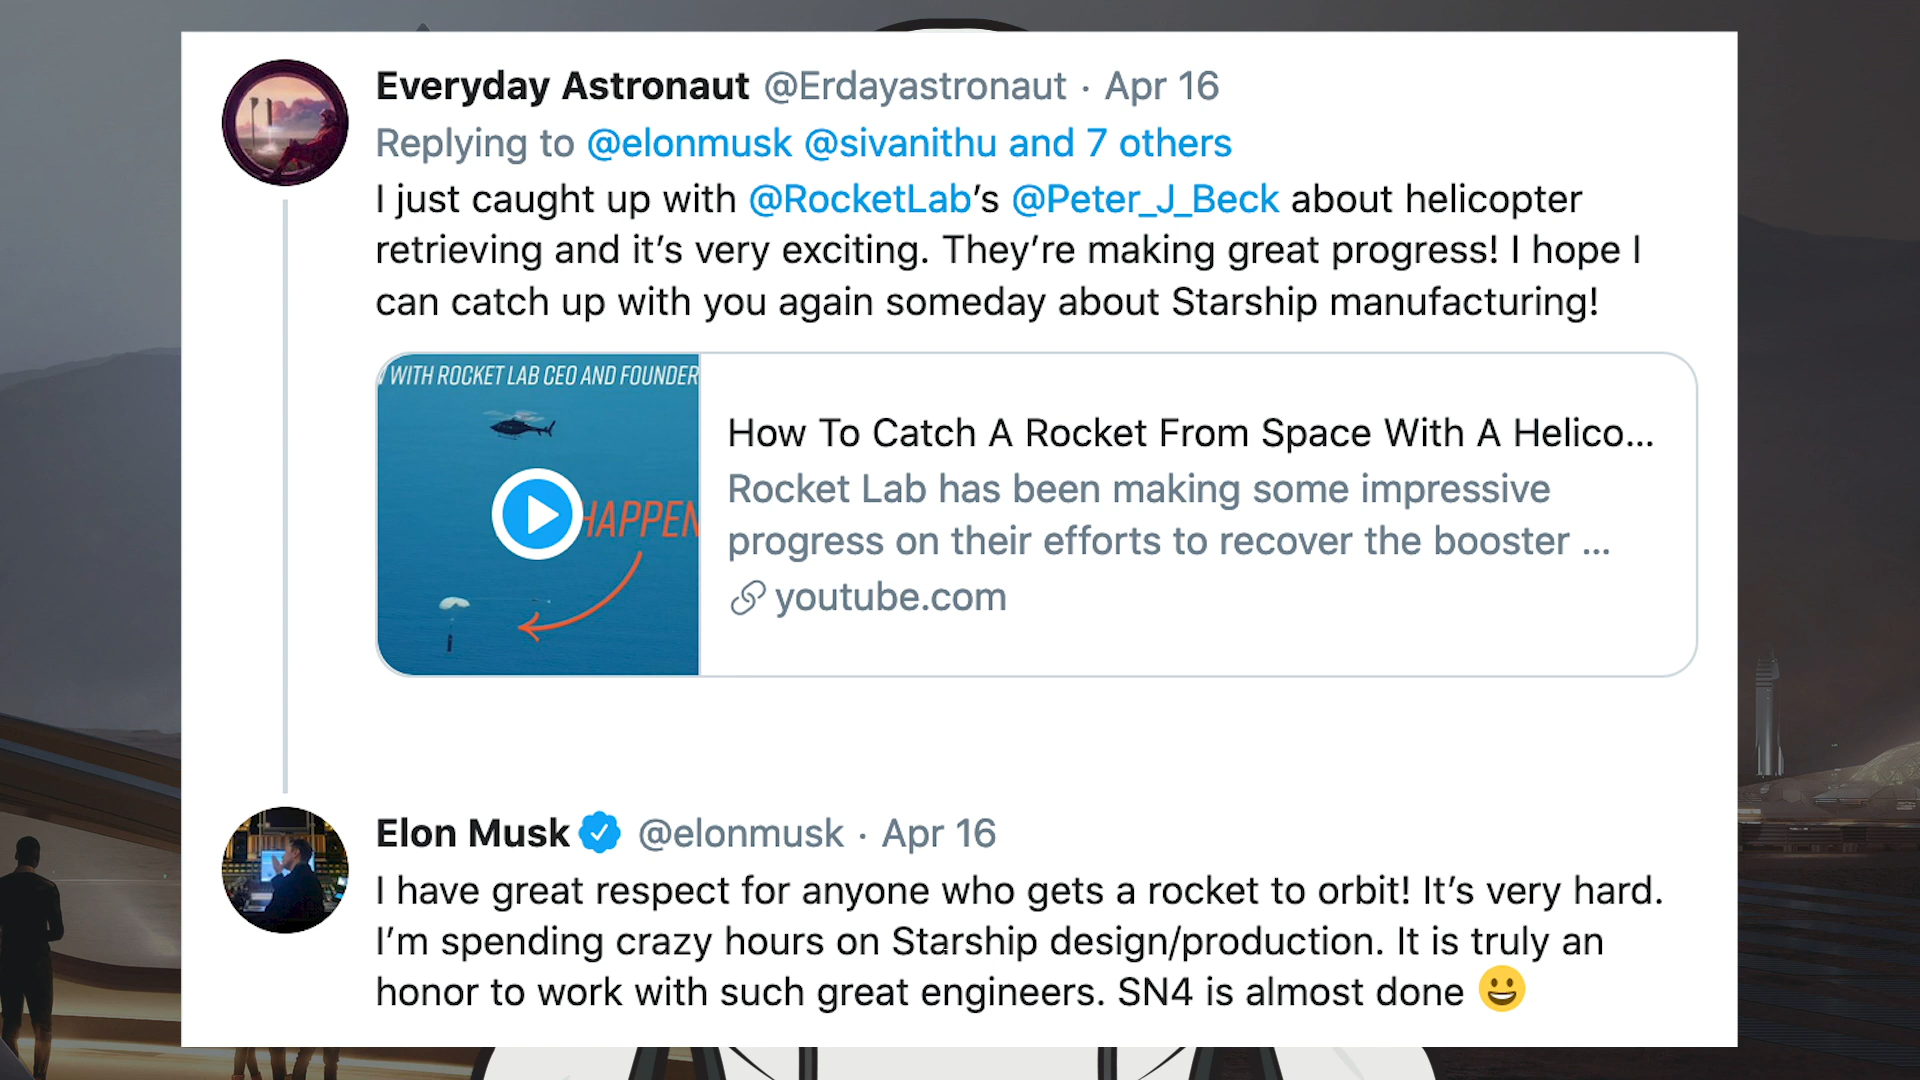 Everyday Astronaut @Erdayastronaut · Apr 16
Replying to @elonmusk @sivanithu and 7 others
I just caught up with @RocketLab’s @Peter_J_Beck about helicopter
retrieving and it’s very exciting. They’re making great progress! I hope I
can catch up with you again someday about Starship manufacturing!
WITH ROCKET LAB CEO AND FOUNDER
HAPPEN
How To Catch A Rocket From Space With A Helico...
Rocket Lab has been making some impressive
progress on their efforts to recover the booster ...
youtube.com
Elon Musk @elonmusk · Apr 16
I have great respect for anyone who gets a rocket to orbit! It’s very hard.
I’m spending crazy hours on Starship design/production. It is truly an
honor to work with such great engineers. SN4 is almost done 😀